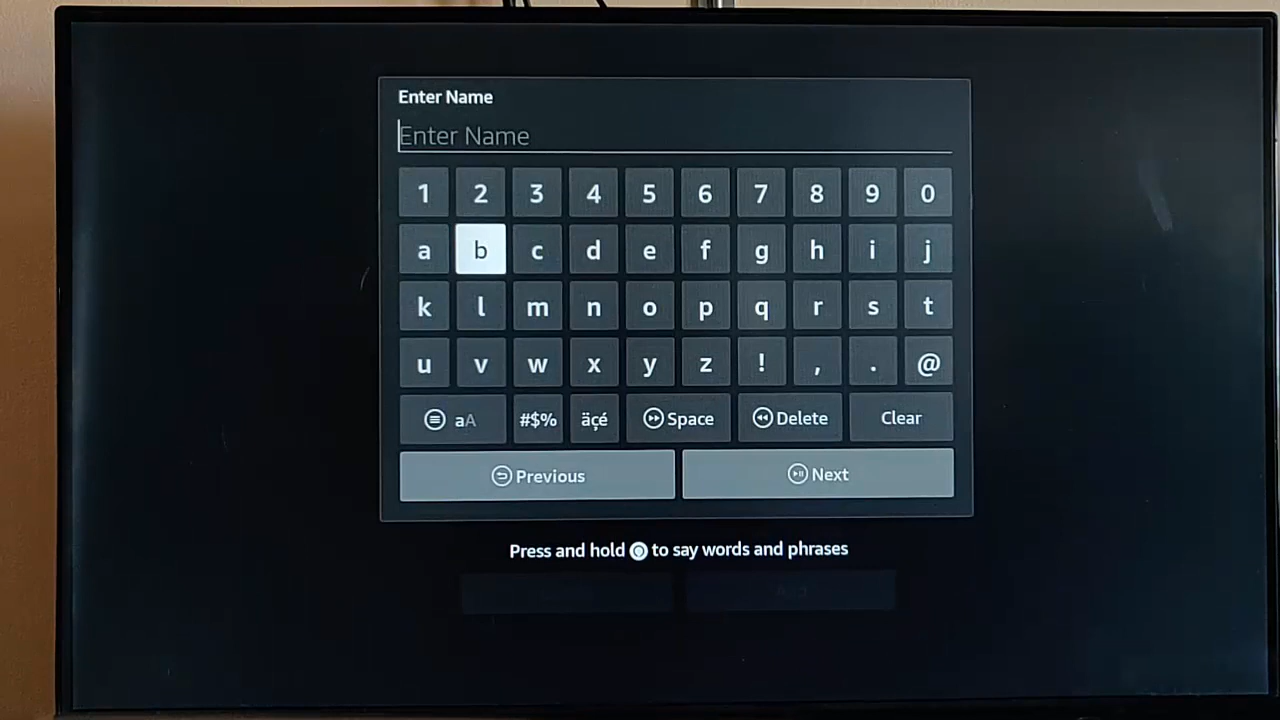 Enter Name
Enter Name
1 2 3 4 5 6 7 8 9 0
a b c d e f g h i j
k l m n o p q r s t
u v w x y z ! , . @
aA #$% äçé Space Delete Clear
Previous Next
Press and hold to say words and phrases